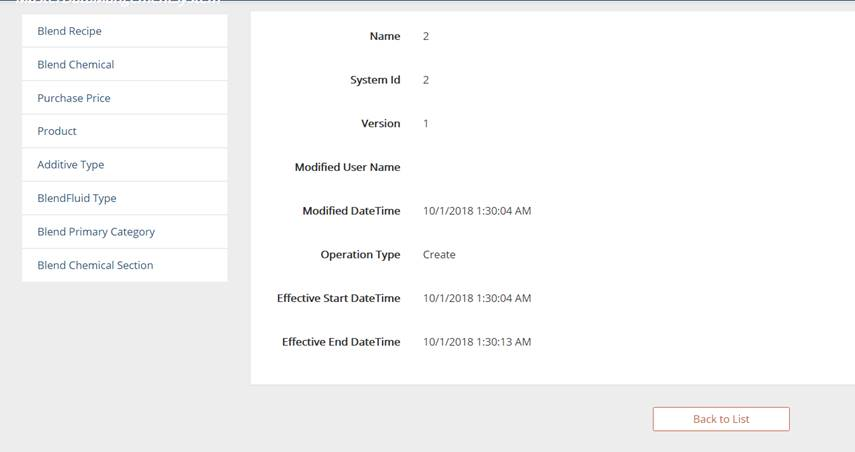 Blend Recipe
Blend Chemical
Purchase Price
Product
Additive Type
BlendFluid Type
Blend Primary Category
Blend Chemical Section
Name 2
System Id 2
Version 1
Modified User Name
Modified DateTime 10/1/2018 1:30:04 AM
Operation Type Create
Effective Start DateTime 10/1/2018 1:30:04 AM
Effective End DateTime 10/1/2018 1:30:13 AM
Back to List